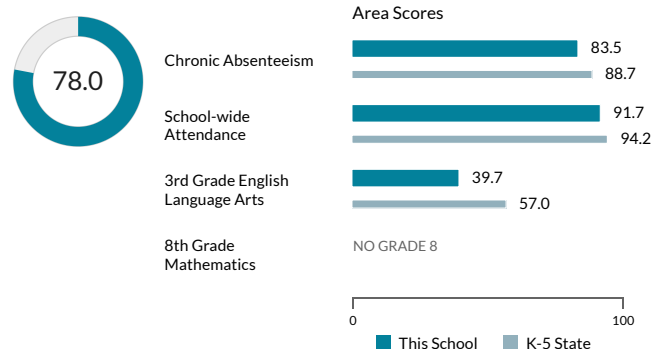 Area Scores
78.0
Chronic Absenteeism
83.5
88.7
School-wide
Attendance
91.7
94.2
3rd Grade English
Language Arts
39.7
57.0
8th Grade
Mathematics
NO GRADE 8
0
100
This School
K-5 State